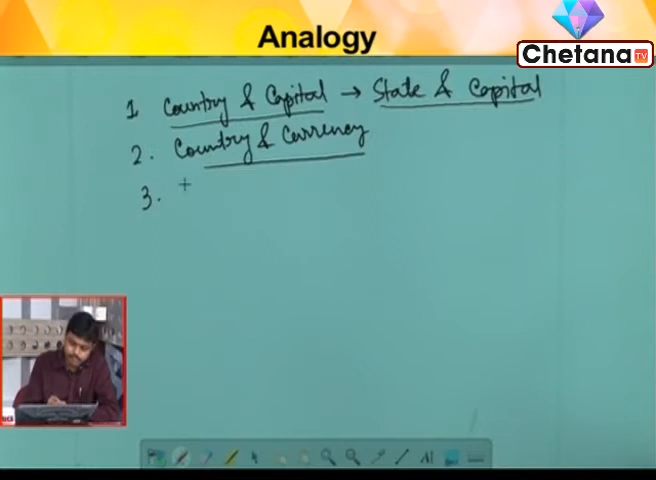 Analogy
Chetana TV
1 Country & Capital → State & Capital
2. Country & Currency
3. +